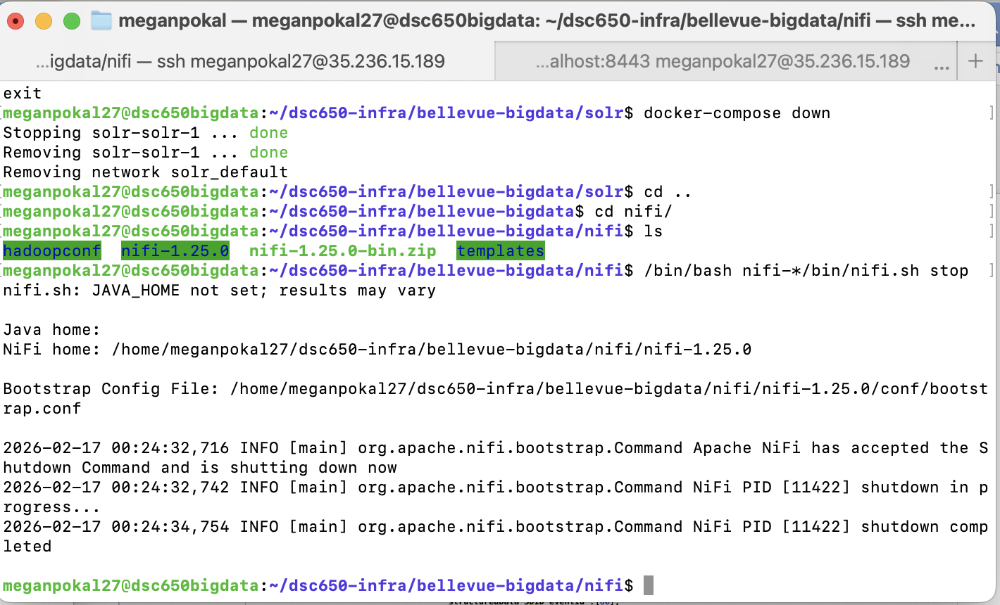 meganpokal — meganpokal27@dsc650bigdata: ~/dsc650-infra/bellevue-bigdata/nifi — ssh me...
...igdata/nifi — ssh meganpokal27@35.236.15.189
...alhost:8443 meganpokal27@35.236.15.189 ... +
exit
[meganpokal27@dsc650bigdata:~/dsc650-infra/bellevue-bigdata/solr$ docker-compose down ]
Stopping solr-solr-1 ... done
Removing solr-solr-1 ... done
Removing network solr_default
[meganpokal27@dsc650bigdata:~/dsc650-infra/bellevue-bigdata/solr$ cd .. ]
[meganpokal27@dsc650bigdata:~/dsc650-infra/bellevue-bigdata$ cd nifi/ ]
[meganpokal27@dsc650bigdata:~/dsc650-infra/bellevue-bigdata/nifi$ ls ]
hadoopconf  nifi-1.25.0  nifi-1.25.0-bin.zip  templates
[meganpokal27@dsc650bigdata:~/dsc650-infra/bellevue-bigdata/nifi$ /bin/bash nifi-*/bin/nifi.sh stop ]
nifi.sh: JAVA_HOME not set; results may vary
Java home:
NiFi home: /home/meganpokal27/dsc650-infra/bellevue-bigdata/nifi/nifi-1.25.0
Bootstrap Config File: /home/meganpokal27/dsc650-infra/bellevue-bigdata/nifi/nifi-1.25.0/conf/bootst
rap.conf
2026-02-17 00:24:32,716 INFO [main] org.apache.nifi.bootstrap.Command Apache NiFi has accepted the S
hutdown Command and is shutting down now
2026-02-17 00:24:32,742 INFO [main] org.apache.nifi.bootstrap.Command NiFi PID [11422] shutdown in p
rogress...
2026-02-17 00:24:34,754 INFO [main] org.apache.nifi.bootstrap.Command NiFi PID [11422] shutdown comp
leted
meganpokal27@dsc650bigdata:~/dsc650-infra/bellevue-bigdata/nifi$